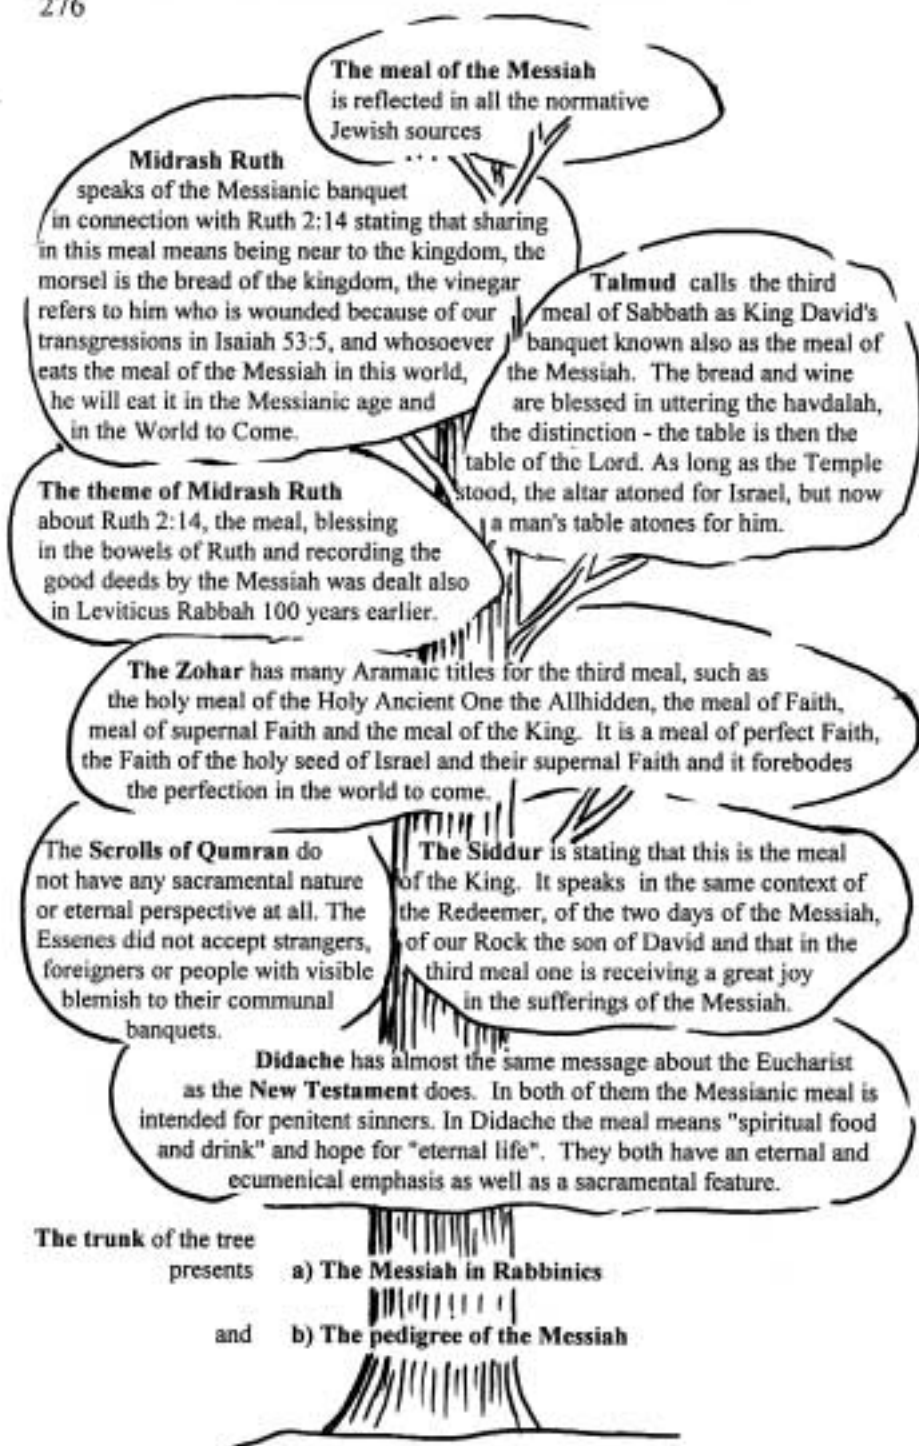 276
The meal of the Messiah
is reflected in all the normative
Jewish sources
Midrash Ruth
speaks of the Messianic banquet
in connection with Ruth 2:14 stating that sharing
in this meal means being near to the kingdom, the
morsel is the bread of the kingdom, the vinegar
refers to him who is wounded because of our
transgressions in Isaiah 53:5, and whosoever
eats the meal of the Messiah in this world,
he will eat it in the Messianic age and
in the World to Come.
Talmud calls the third
meal of Sabbath as King David's
banquet known also as the meal of
the Messiah. The bread and wine
are blessed in uttering the havdalah,
the distinction - the table is then the
table of the Lord. As long as the Temple
stood, the altar atoned for Israel, but now
a man's table atones for him.
The theme of Midrash Ruth
about Ruth 2:14, the meal, blessing
in the bowels of Ruth and recording the
good deeds by the Messiah was dealt also
in Leviticus Rabbah 100 years earlier.
The Zohar has many Aramaic titles for the third meal, such as
the holy meal of the Holy Ancient One the Allhidden, the meal of Faith,
meal of supernal Faith and the meal of the King. It is a meal of perfect Faith,
the Faith of the holy seed of Israel and their supernal Faith and it forebodes
the perfection in the world to come.
The Scrolls of Qumran do
not have any sacramental nature
or eternal perspective at all. The
Essenes did not accept strangers,
foreigners or people with visible
blemish to their communal
banquets.
The Siddur is stating that this is the meal
of the King. It speaks in the same context of
the Redeemer, of the two days of the Messiah,
of our Rock the son of David and that in the
third meal one is receiving a great joy
in the sufferings of the Messiah.
Didache has almost the same message about the Eucharist
as the New Testament does. In both of them the Messianic meal is
intended for penitent sinners. In Didache the meal means "spiritual food
and drink" and hope for "eternal life". They both have an eternal and
ecumenical emphasis as well as a sacramental feature.
The trunk of the tree
presents a) The Messiah in Rabbinics
and b) The pedigree of the Messiah